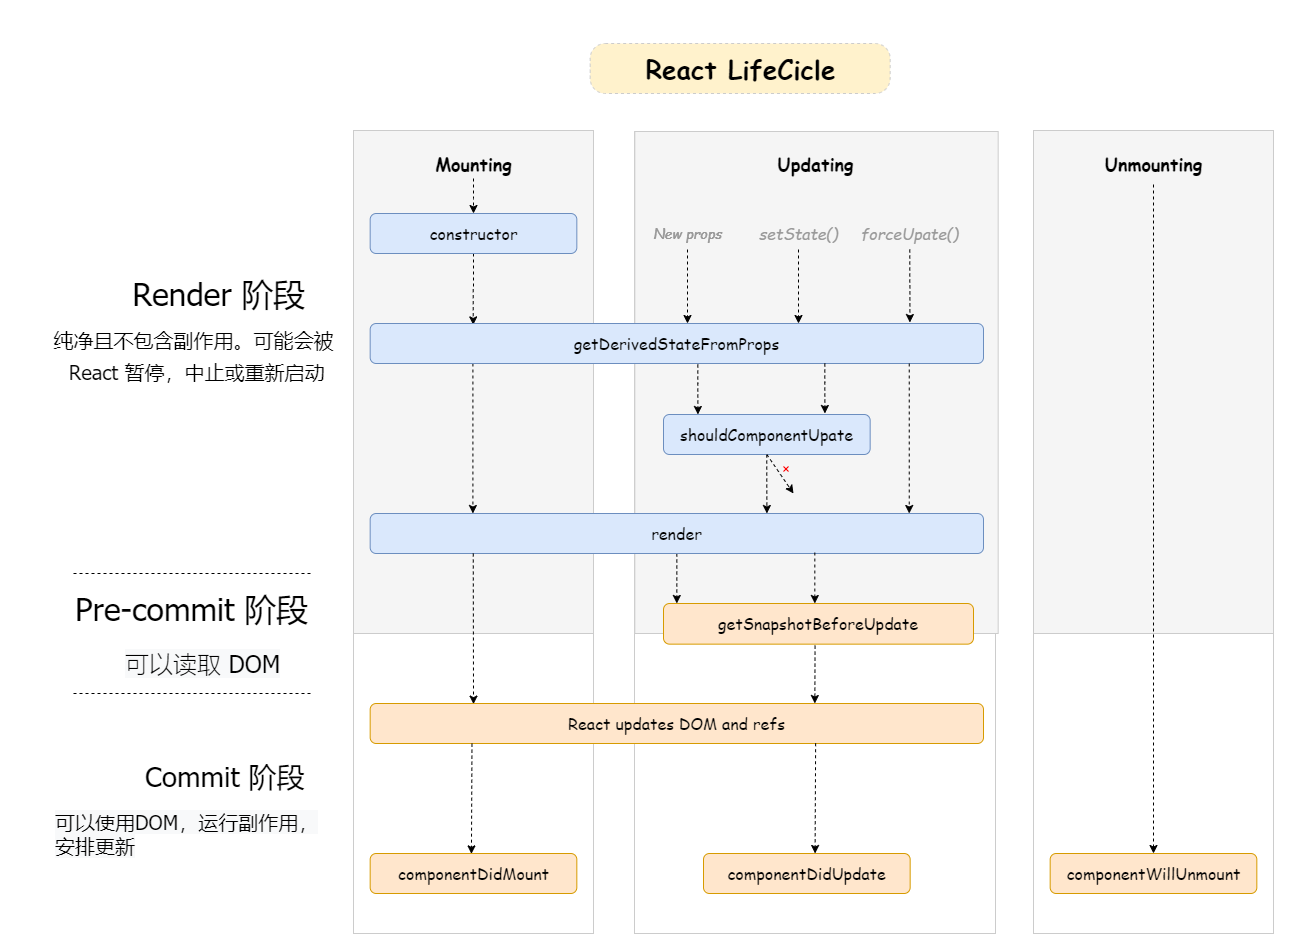 React LifeCicle
Mounting
Updating
Unmounting
constructor
New props
setState()
forceUpate()
Render 阶段
纯净且不包含副作用。可能会被
React 暂停，中止或重新启动
getDerivedStateFromProps
shouldComponentUpate
×
render
Pre-commit 阶段
可以读取 DOM
getSnapshotBeforeUpdate
React updates DOM and refs
Commit 阶段
可以使用DOM，运行副作用，
安排更新
componentDidMount
componentDidUpdate
componentWillUnmount